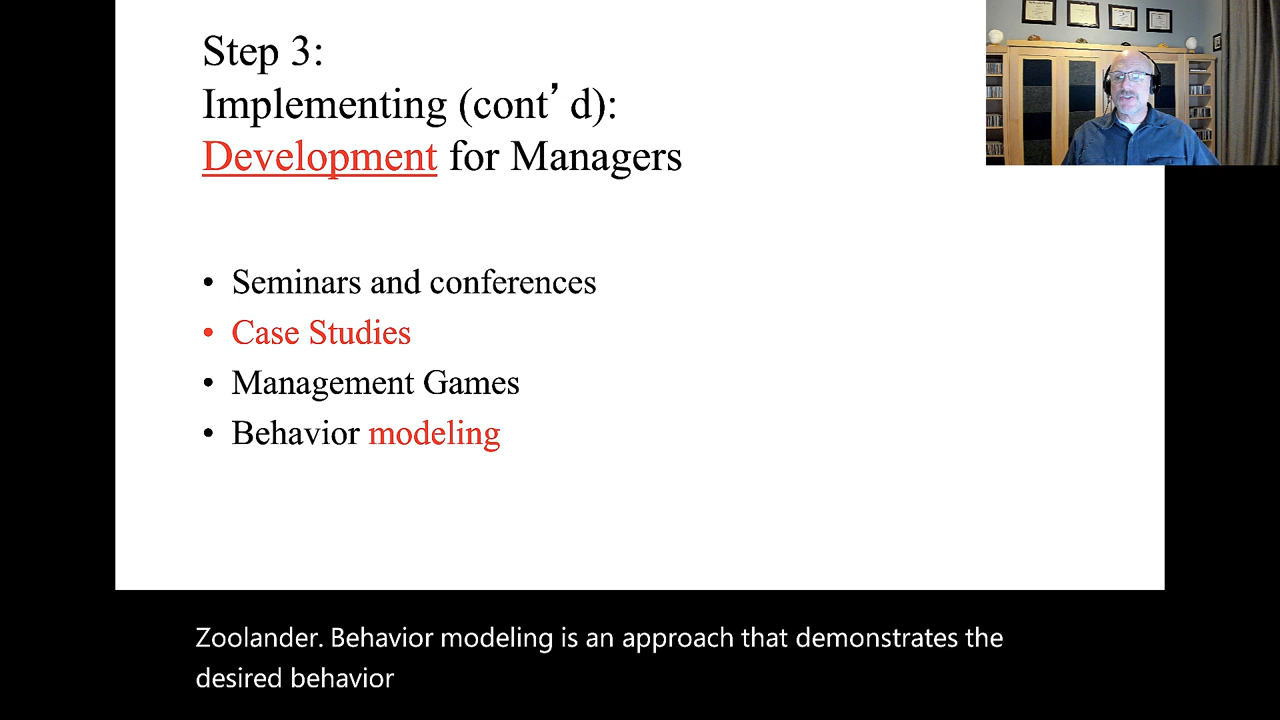 Step 3:
Implementing (cont’ d):
Development for Managers
• Seminars and conferences
• Case Studies
• Management Games
• Behavior modeling
Zoolander. Behavior modeling is an approach that demonstrates the
desired behavior